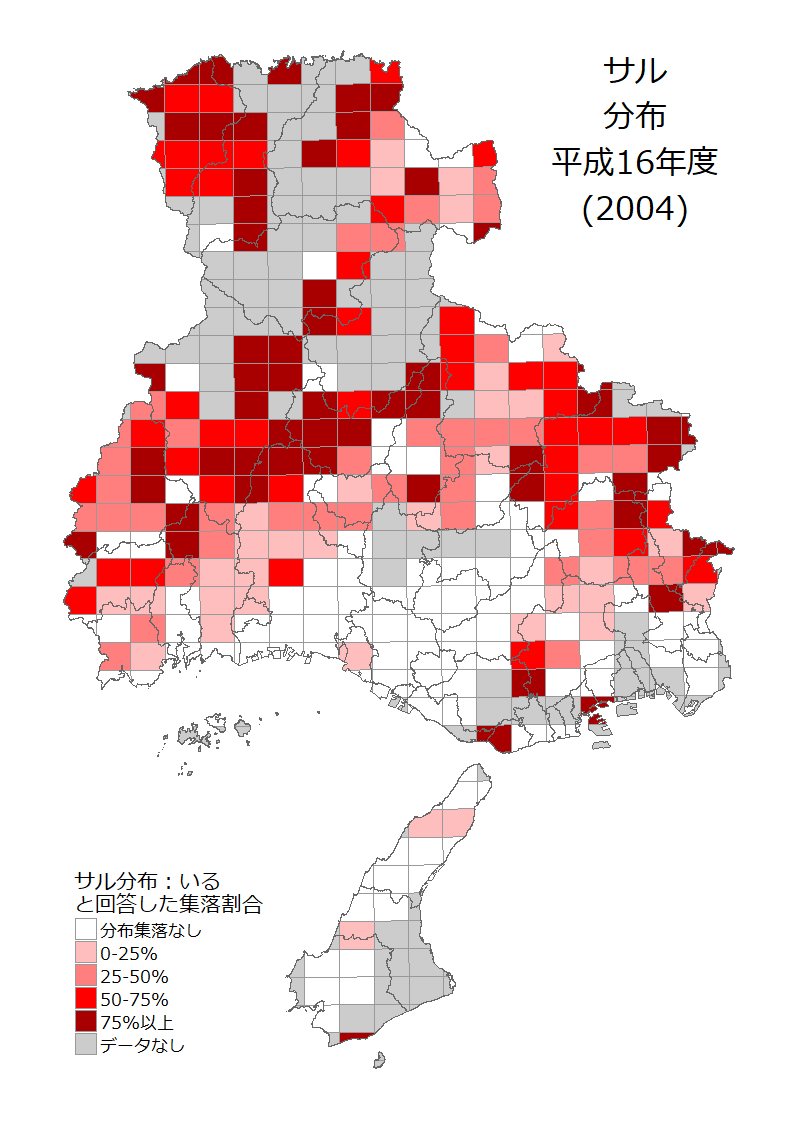 サル
分布
平成16年度
(2004)
サル分布：いる
と回答した集落割合
分布集落なし
0-25%
25-50%
50-75%
75%以上
データなし